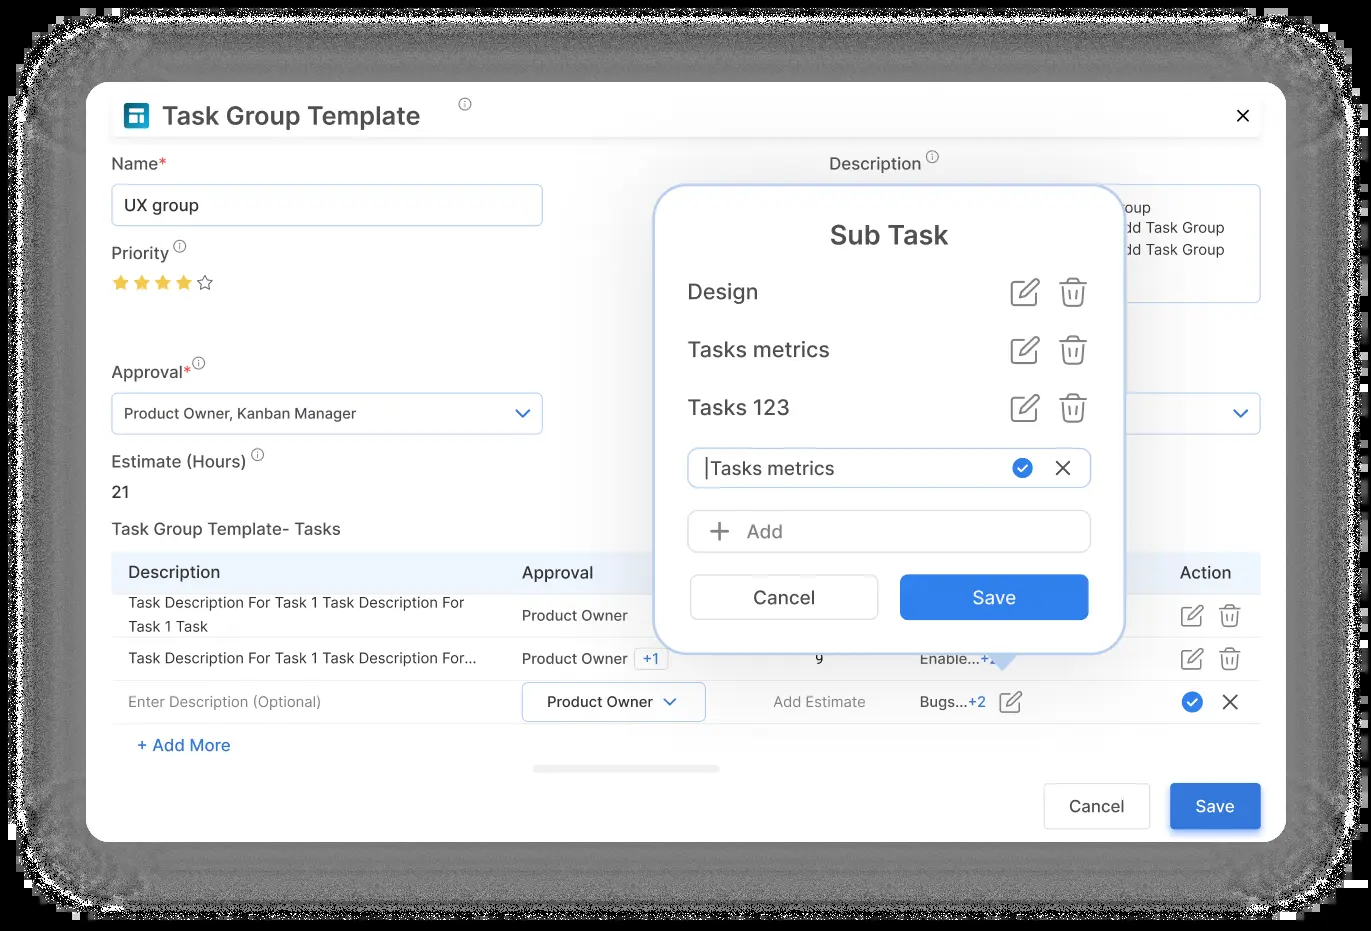 Task Group Template
Name*
Description
UX group
oup
dd Task Group
dd Task Group
Priority
Approval*
Product Owner, Kanban Manager
Estimate (Hours)
21
Sub Task
Design
Tasks metrics
Tasks 123
Tasks metrics
+ Add
Cancel Save
Task Group Template- Tasks
Description Approval Action
Task Description For Task 1 Task Description For
Task 1 Task
Product Owner
Task Description For Task 1 Task Description For... Product Owner +1 9 Enable...
Enter Description (Optional) Product Owner Add Estimate Bugs...+2
+ Add More
Cancel Save